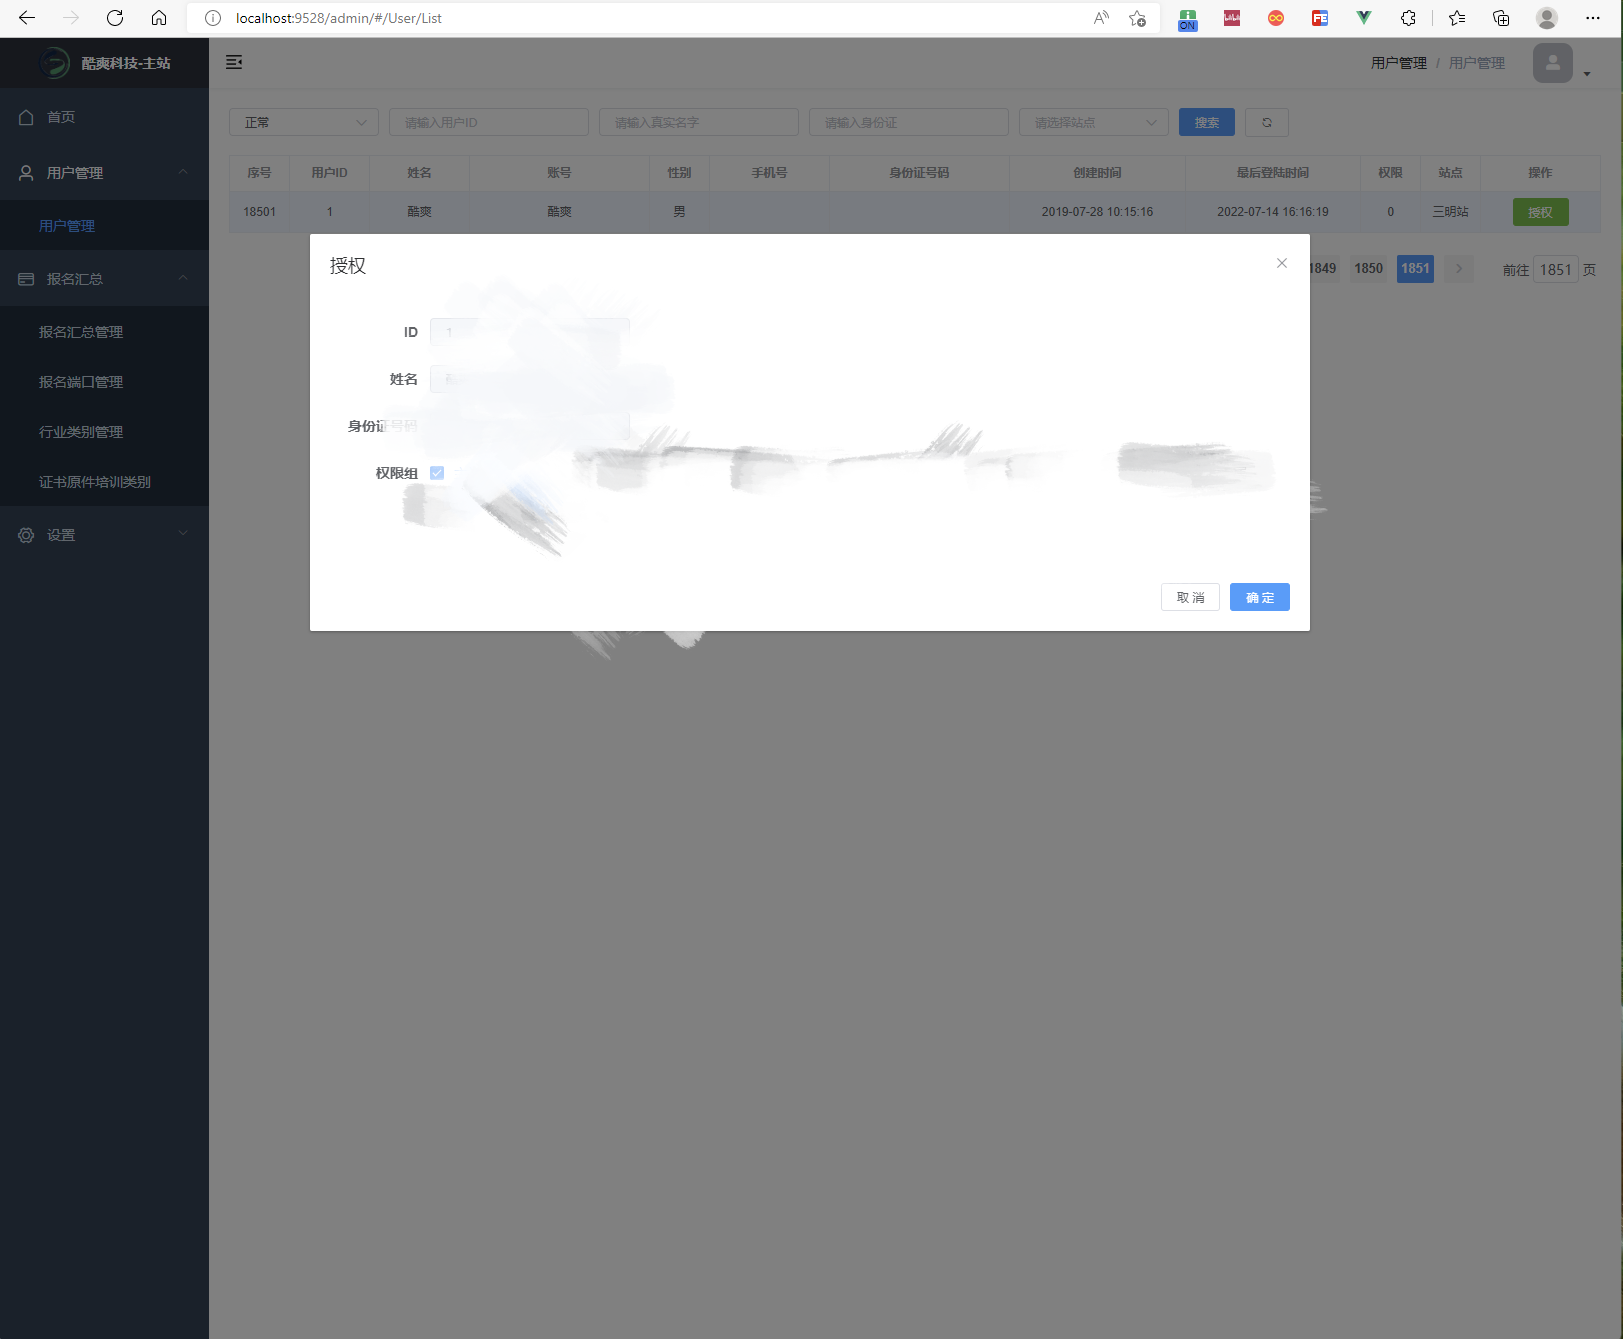 localhost:9528/admin/#/User/List
ON
酷爽科技-主站
用户管理 / 用户管理
首页
用户管理
用户管理
报名汇总
报名汇总管理
报名端口管理
行业类别管理
证书原件培训类别
设置
正常 请输入用户ID 请输入真实名字 请输入身份证 请选择站点 搜索
序号 用户ID 姓名 账号 性别 手机号 身份证号码 创建时间 最后登陆时间 权限 站点 操作
18501 1 酷爽 酷爽 男 2019-07-28 10:15:16 2022-07-14 16:16:19 0 三明站 授权
1849 1850 1851 前往 1851 页
授权
ID 1
姓名
身份证号码
权限组
取消 确定